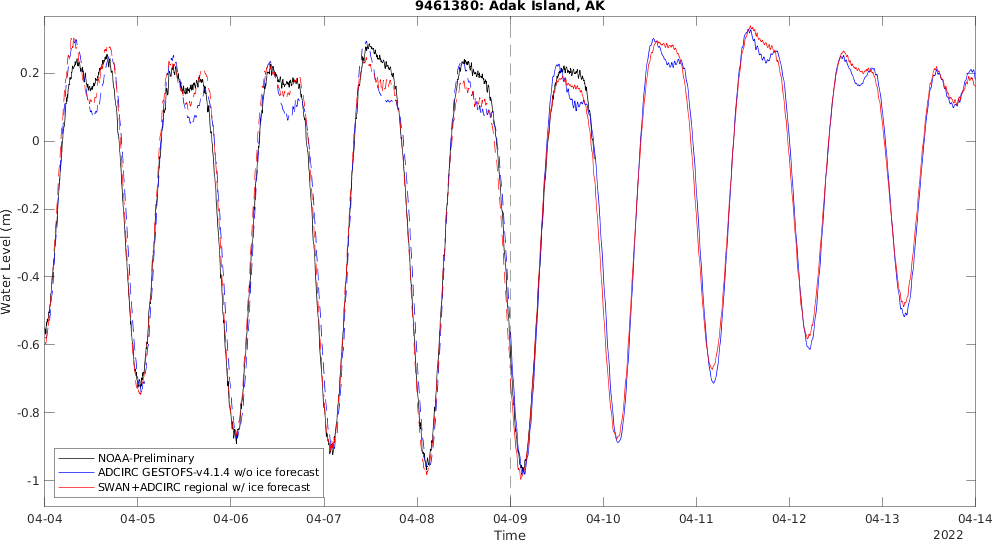 9461380: Adak Island, AK
0.2
0
-0.2
-0.4
-0.6
-0.8
-1
Water Level (m)
NOAA-Preliminary
ADCIRC GESTOFS-v4.1.4 w/o ice forecast
SWAN+ADCIRC regional w/ ice forecast
04-04 04-05 04-06 04-07 04-08 04-09 04-10 04-11 04-12 04-13 04-14
Time
2022